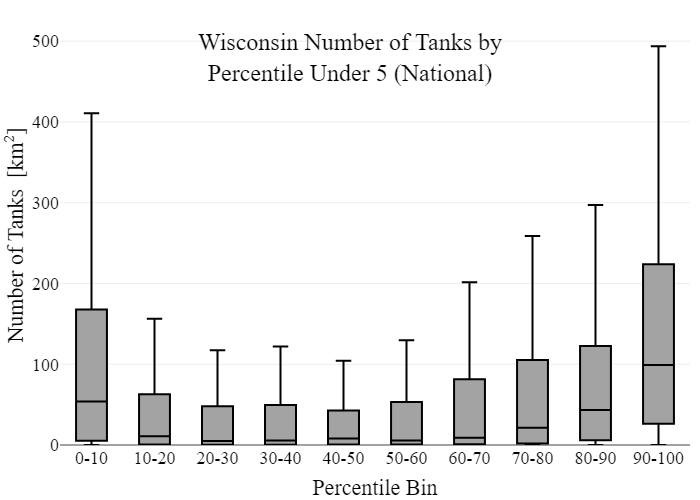 Wisconsin Number of Tanks by
Percentile Under 5 (National)
Number of Tanks [km²]
500
400
300
200
100
0
0-10 10-20 20-30 30-40 40-50 50-60 60-70 70-80 80-90 90-100
Percentile Bin